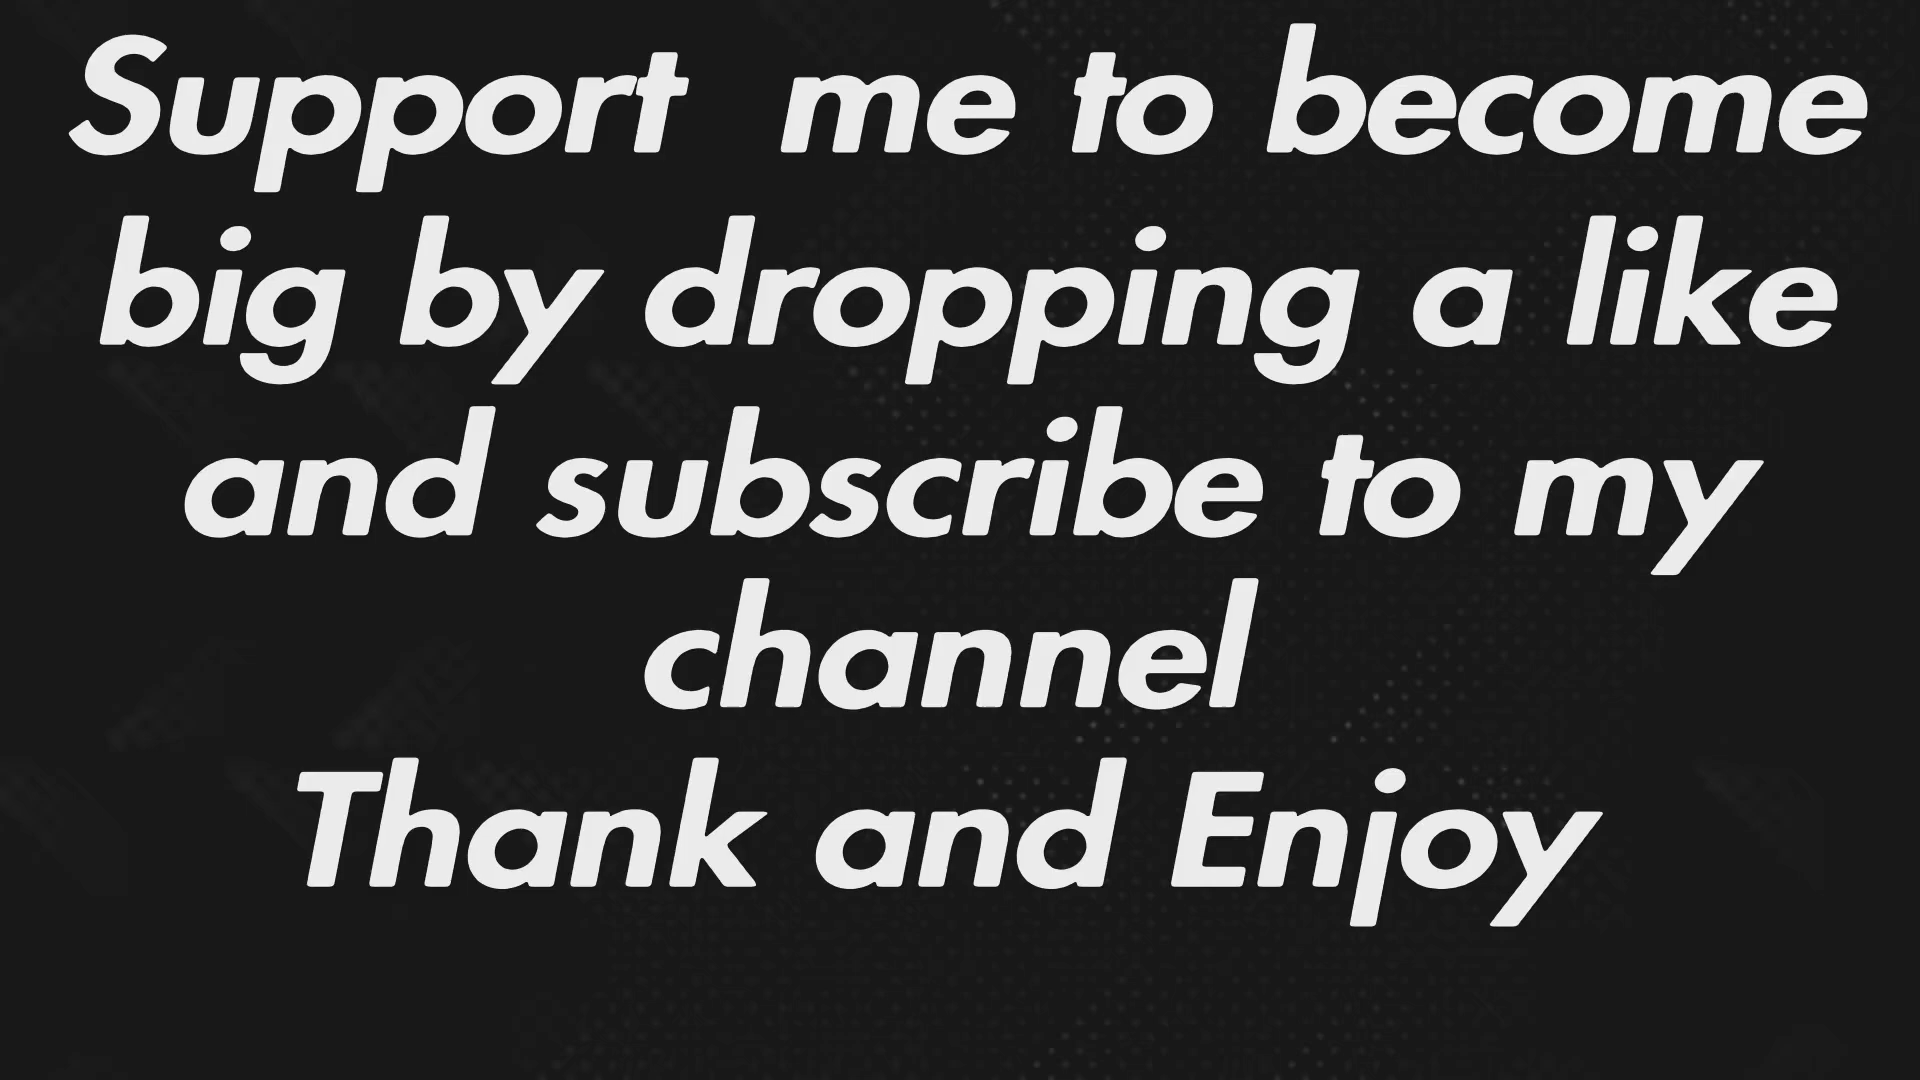 Support  me to become
big by dropping a like
and subscribe to my
channel
Thank and Enjoy